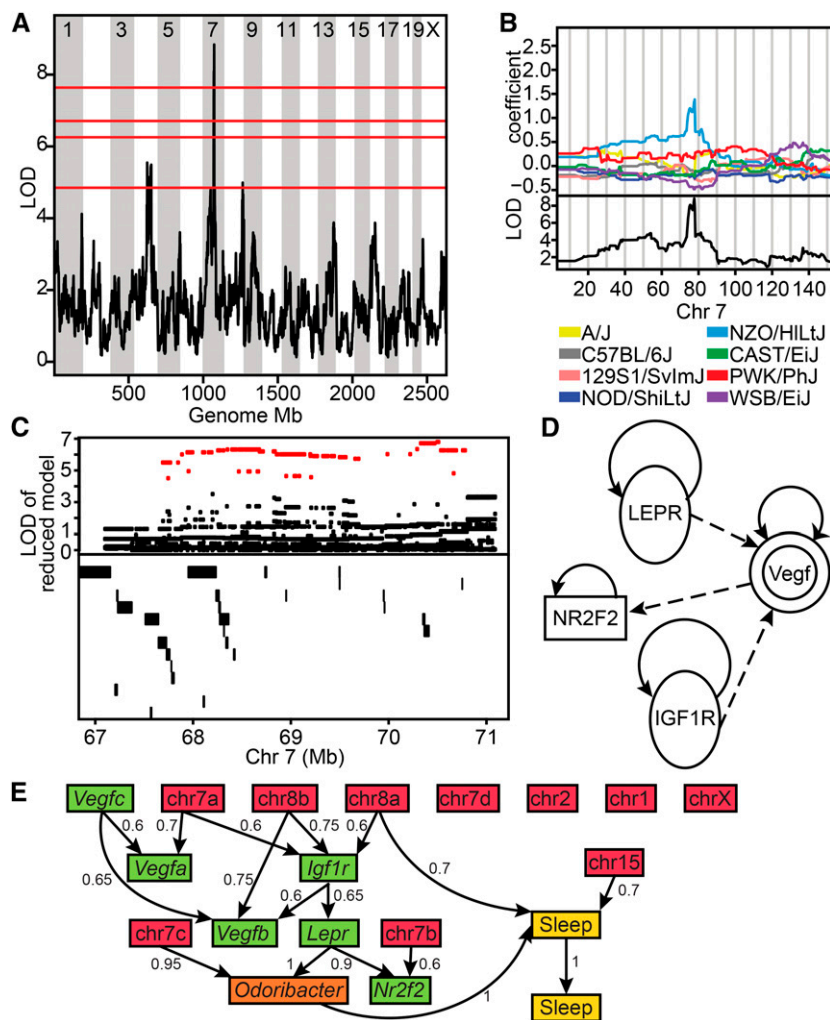 A
1 3 5 7 9 11 13 15 17 19 X
8
6
4
2
0
LOD
500 1000 1500 2000 2500
Genome Mb
B
2.5
2.0
1.5
1.0
0.5
0.0
−0.5
coefficient
8
6
4
2
LOD
20 40 60 80 100 120 140
Chr 7
A/J
C57BL/6J
129S1/SvImJ
NOD/ShiLtJ
NZO/HlLtJ
CAST/EiJ
PWK/PhJ
WSB/EiJ
C
7
5
3
1
0
LOD of
reduced model
67 68 69 70 71
Chr 7 (Mb)
D
LEPR
Vegf
NR2F2
IGF1R
E
Vegfc chr7a chr8b chr8a chr7d chr2 chr1 chrX
0.6 0.7 0.6 0.75 0.6
Vegfa Igf1r 0.7 chr15
0.65 0.75 0.6 0.65 0.7
chr7c Vegfb Lepr chr7b Sleep
0.95 1 0.9 0.6 1
Odoribacter Nr2f2 1
Sleep